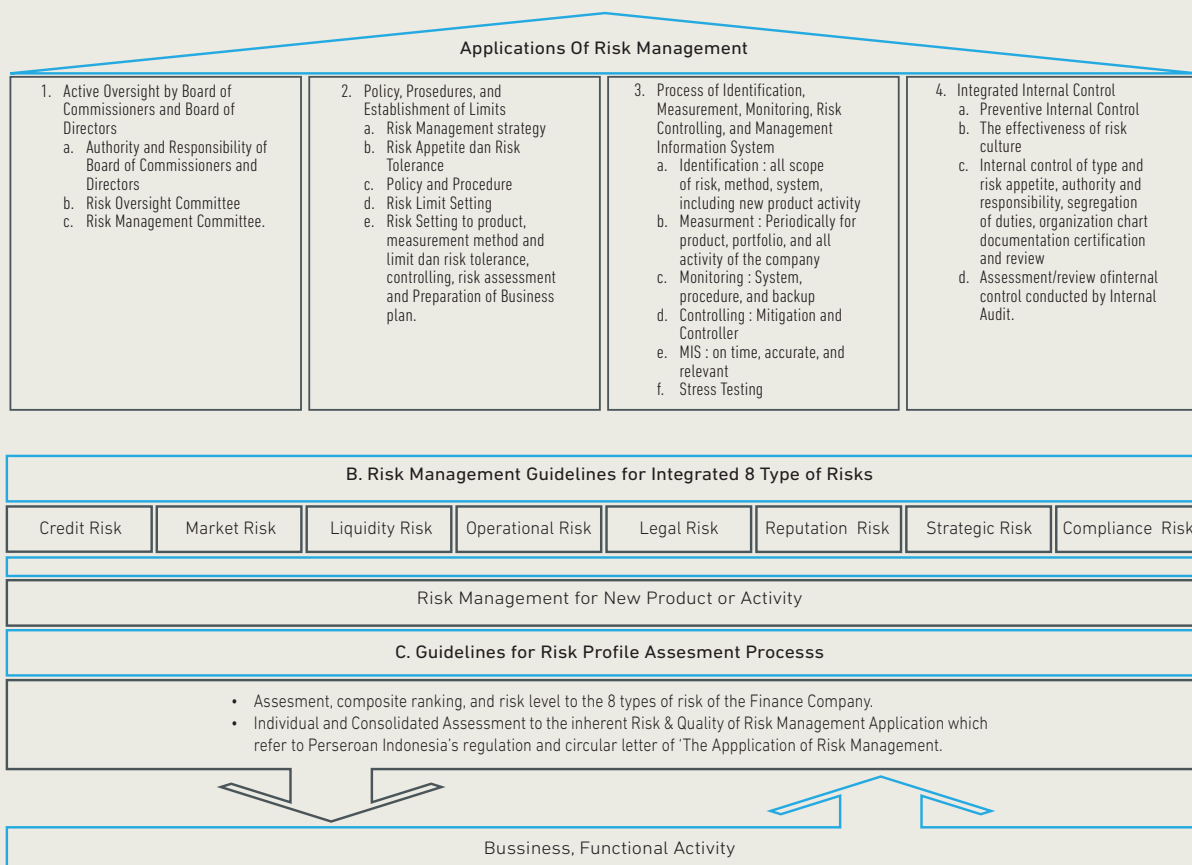 Applications Of Risk Management
1. Active Oversight by Board of
Commissioners and Board of
Directors
a. Authority and Responsibility of
Board of Commissioners and
Directors
b. Risk Oversight Committee
c. Risk Management Committee.
2. Policy, Prosedures, and
Establishment of Limits
a. Risk Management strategy
b. Risk Appetite dan Risk
Tolerance
c. Policy and Procedure
d. Risk Limit Setting
e. Risk Setting to product,
measurement method and
limit dan risk tolerance,
controlling, risk assessment
and Preparation of Business
plan.
3. Process of Identification,
Measurement, Monitoring, Risk
Controlling, and Management
Information System
a. Identification : all scope
of risk, method, system,
including new product activity
b. Measurment : Periodically for
product, portfolio, and all
activity of the company
c. Monitoring : System,
procedure, and backup
d. Controlling : Mitigation and
Controller
e. MIS : on time, accurate, and
relevant
f. Stress Testing
4. Integrated Internal Control
a. Preventive Internal Control
b. The effectiveness of risk
culture
c. Internal control of type and
risk appetite, authority and
responsibility, segregation
of duties, organization chart
documentation certification
and review
d. Assessment/review ofinternal
control conducted by Internal
Audit.
B. Risk Management Guidelines for Integrated 8 Type of Risks
Credit Risk
Market Risk
Liquidity Risk
Operational Risk
Legal Risk
Reputation Risk
Strategic Risk
Compliance Risk
Risk Management for New Product or Activity
C. Guidelines for Risk Profile Assesment Processs
• Assesment, composite ranking, and risk level to the 8 types of risk of the Finance Company.
• Individual and Consolidated Assessment to the inherent Risk & Quality of Risk Management Application which
refer to Perseroan Indonesia's regulation and circular letter of 'The Appplication of Risk Management.
Bussiness, Functional Activity